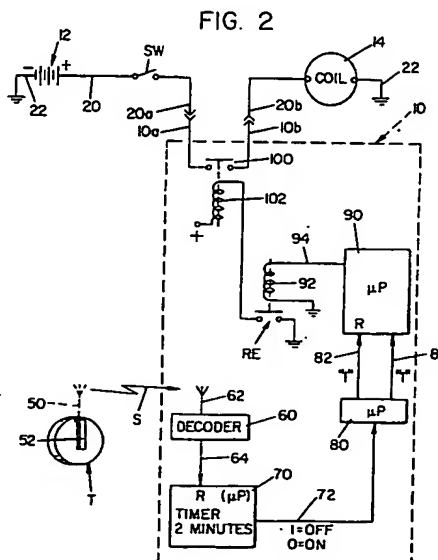 FIG. 2
12
14
SW
COIL
22
20
22
20a
20b
10a
10b
10
100
102
90
94
92
μP
R
RE
82
8
"1"
"1"
50
S
62
μP
52
DECODER
60
80
64
70
T
R (μP)
TIMER
2 MINUTES
72
1=OFF
0=ON